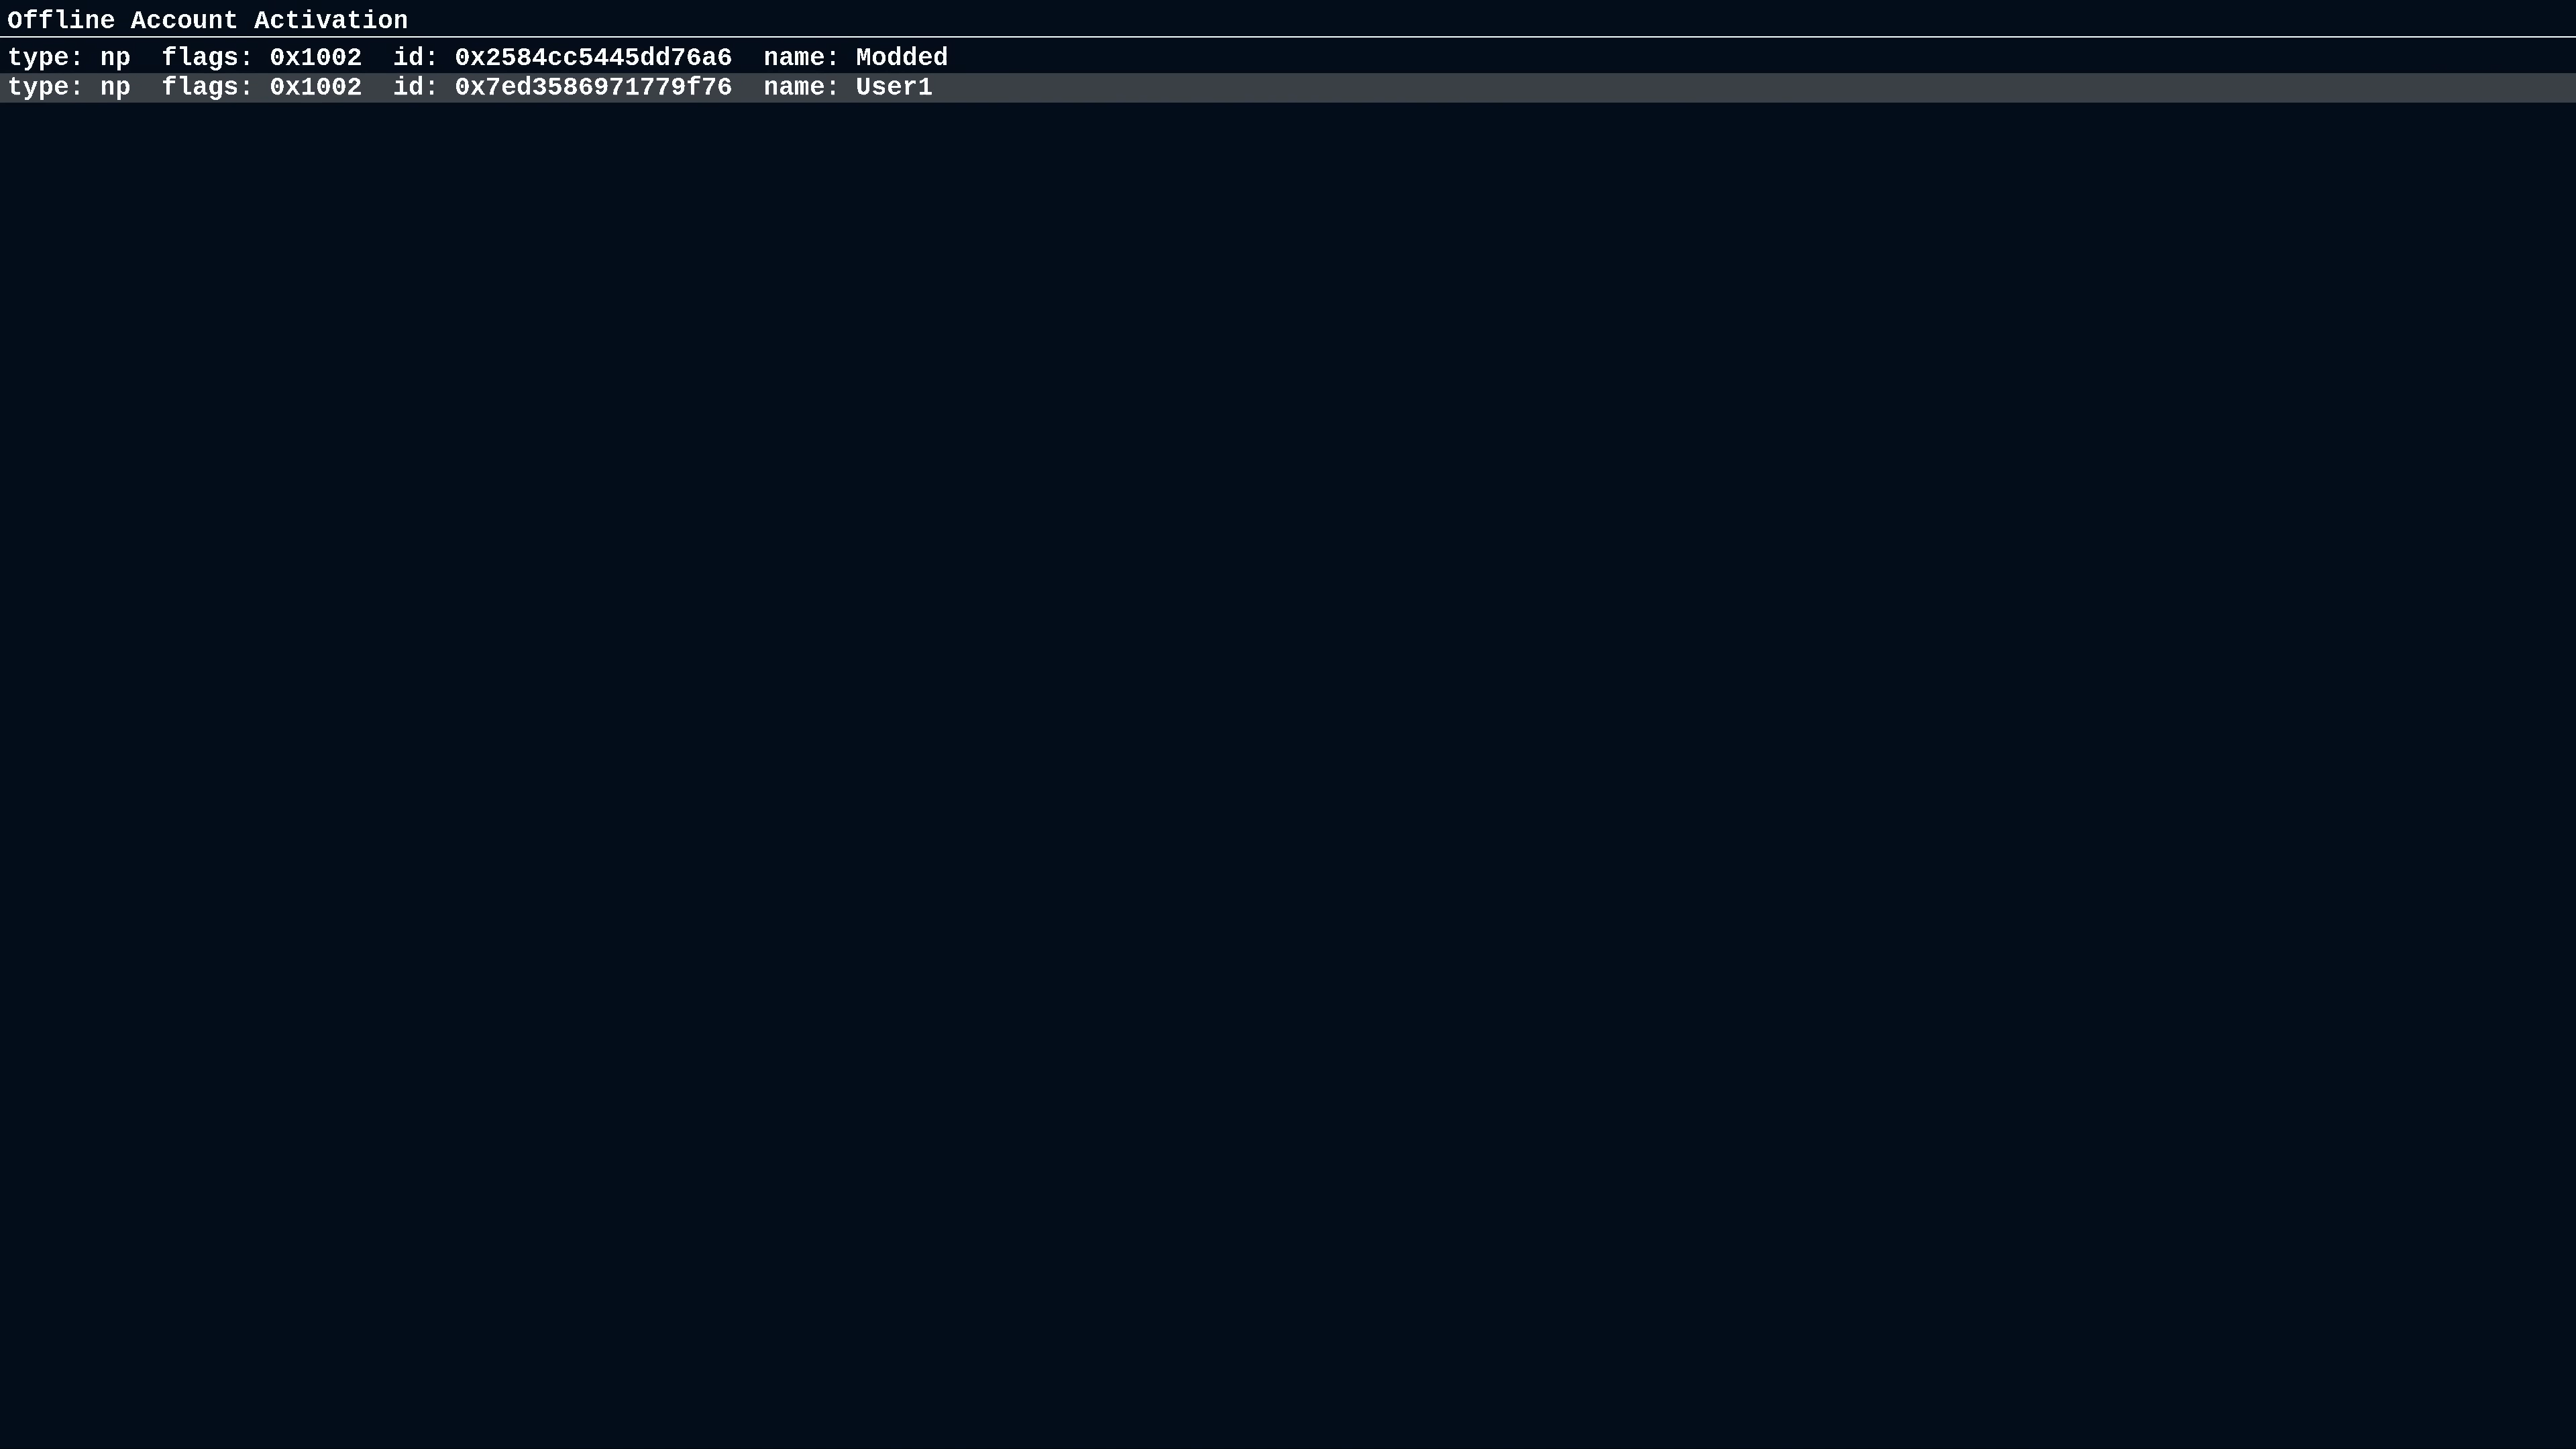 Offline Account Activation
type: np  flags: 0x1002  id: 0x2584cc5445dd76a6  name: Modded
type: np  flags: 0x1002  id: 0x7ed3586971779f76  name: User1